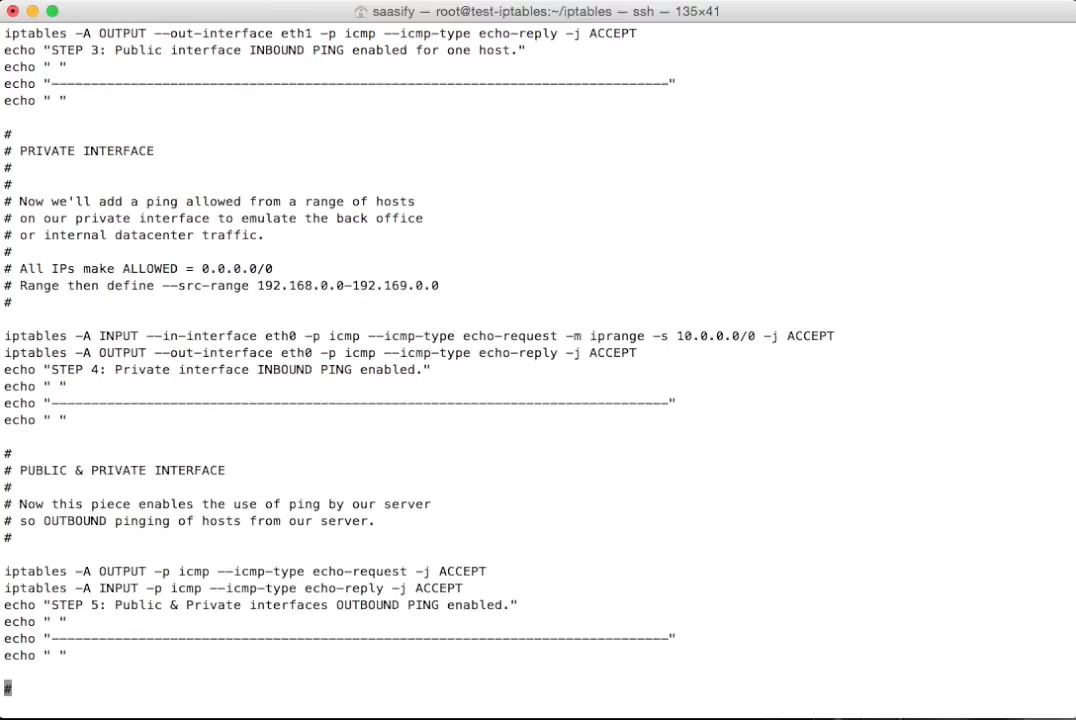 saasify — root@test-iptables:~/iptables — ssh — 135×41
iptables -A OUTPUT --out-interface eth1 -p icmp --icmp-type echo-reply -j ACCEPT
echo "STEP 3: Public interface INBOUND PING enabled for one host."
echo " "
echo "------------------------------------------------------------------------------"
echo " "
#
# PRIVATE INTERFACE
#
#
# Now we'll add a ping allowed from a range of hosts
# on our private interface to emulate the back office
# or internal datacenter traffic.
#
# All IPs make ALLOWED = 0.0.0.0/0
# Range then define --src-range 192.168.0.0-192.169.0.0
#
iptables -A INPUT --in-interface eth0 -p icmp --icmp-type echo-request -m iprange -s 10.0.0.0/0 -j ACCEPT
iptables -A OUTPUT --out-interface eth0 -p icmp --icmp-type echo-reply -j ACCEPT
echo "STEP 4: Private interface INBOUND PING enabled."
echo " "
echo "------------------------------------------------------------------------------"
echo " "
#
# PUBLIC & PRIVATE INTERFACE
#
# Now this piece enables the use of ping by our server
# so OUTBOUND pinging of hosts from our server.
#
iptables -A OUTPUT -p icmp --icmp-type echo-request -j ACCEPT
iptables -A INPUT -p icmp --icmp-type echo-reply -j ACCEPT
echo "STEP 5: Public & Private interfaces OUTBOUND PING enabled."
echo " "
echo "------------------------------------------------------------------------------"
echo " "
#